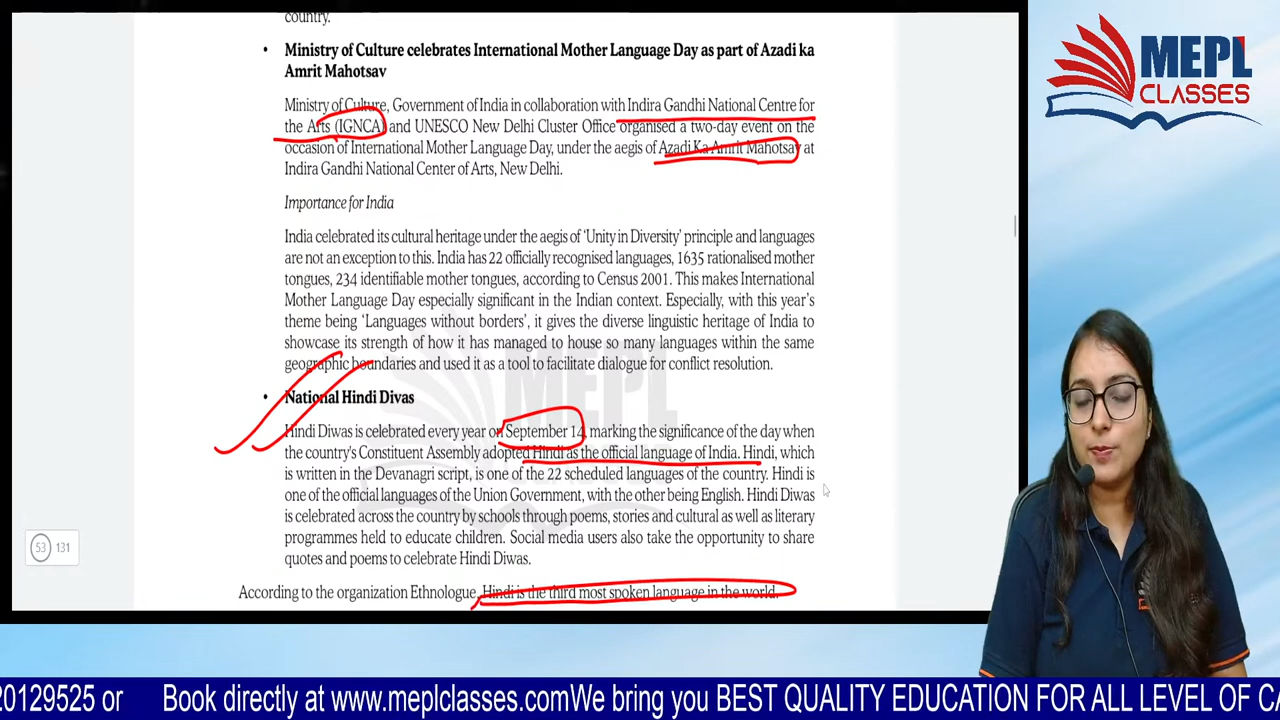 country.
• Ministry of Culture celebrates International Mother Language Day as part of Azadi ka
Amrit Mahotsav
Ministry of Culture, Government of India in collaboration with Indira Gandhi National Centre for
the Arts (IGNCA) and UNESCO New Delhi Cluster Office organised a two-day event on the
occasion of International Mother Language Day, under the aegis of Azadi Ka Amrit Mahotsav at
Indira Gandhi National Center of Arts, New Delhi.
Importance for India
India celebrated its cultural heritage under the aegis of ‘Unity in Diversity’ principle and languages
are not an exception to this. India has 22 officially recognised languages, 1635 rationalised mother
tongues, 234 identifiable mother tongues, according to Census 2001. This makes International
Mother Language Day especially significant in the Indian context. Especially, with this year’s
theme being ‘Languages without borders’, it gives the diverse linguistic heritage of India to
showcase its strength of how it has managed to house so many languages within the same
geographic boundaries and used it as a tool to facilitate dialogue for conflict resolution.
• National Hindi Divas
Hindi Diwas is celebrated every year on September 14, marking the significance of the day when
the country's Constituent Assembly adopted Hindi as the official language of India. Hindi, which
is written in the Devanagri script, is one of the 22 scheduled languages of the country. Hindi is
one of the official languages of the Union Government, with the other being English. Hindi Diwas
is celebrated across the country by schools through poems, stories and cultural as well as literary
programmes held to educate children. Social media users also take the opportunity to share
quotes and poems to celebrate Hindi Diwas.
According to the organization Ethnologue, Hindi is the third most spoken language in the world.
53 131
MEPL
CLASSES
MEPL
CLASSES
20129525 or Book directly at www.meplclasses.comWe bring you BEST QUALITY EDUCATION FOR ALL LEVEL OF CA